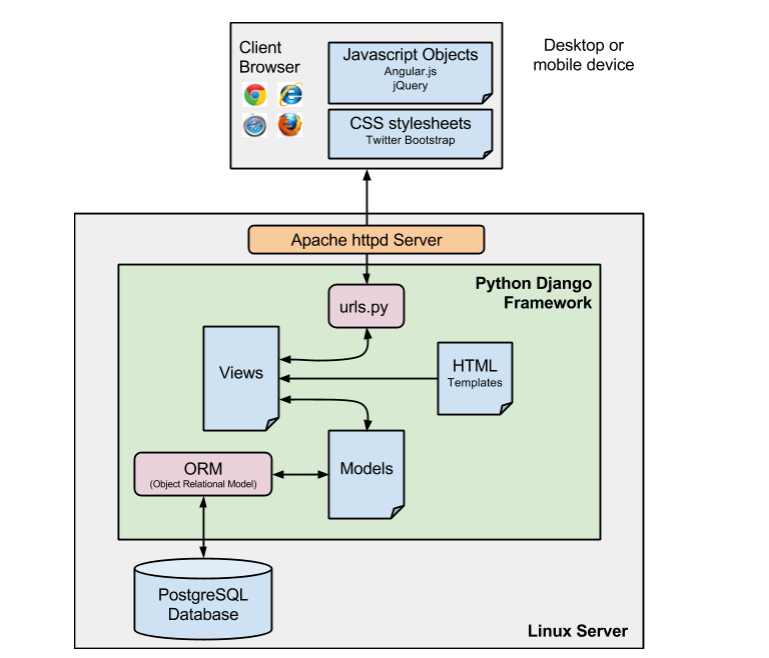 Client
Browser
Javascript Objects
Angular.js
jQuery
CSS stylesheets
Twitter Bootstrap
Desktop or
mobile device
Apache httpd Server
Python Django
Framework
urls.py
Views
HTML
Templates
ORM
(Object Relational Model)
Models
PostgreSQL
Database
Linux Server